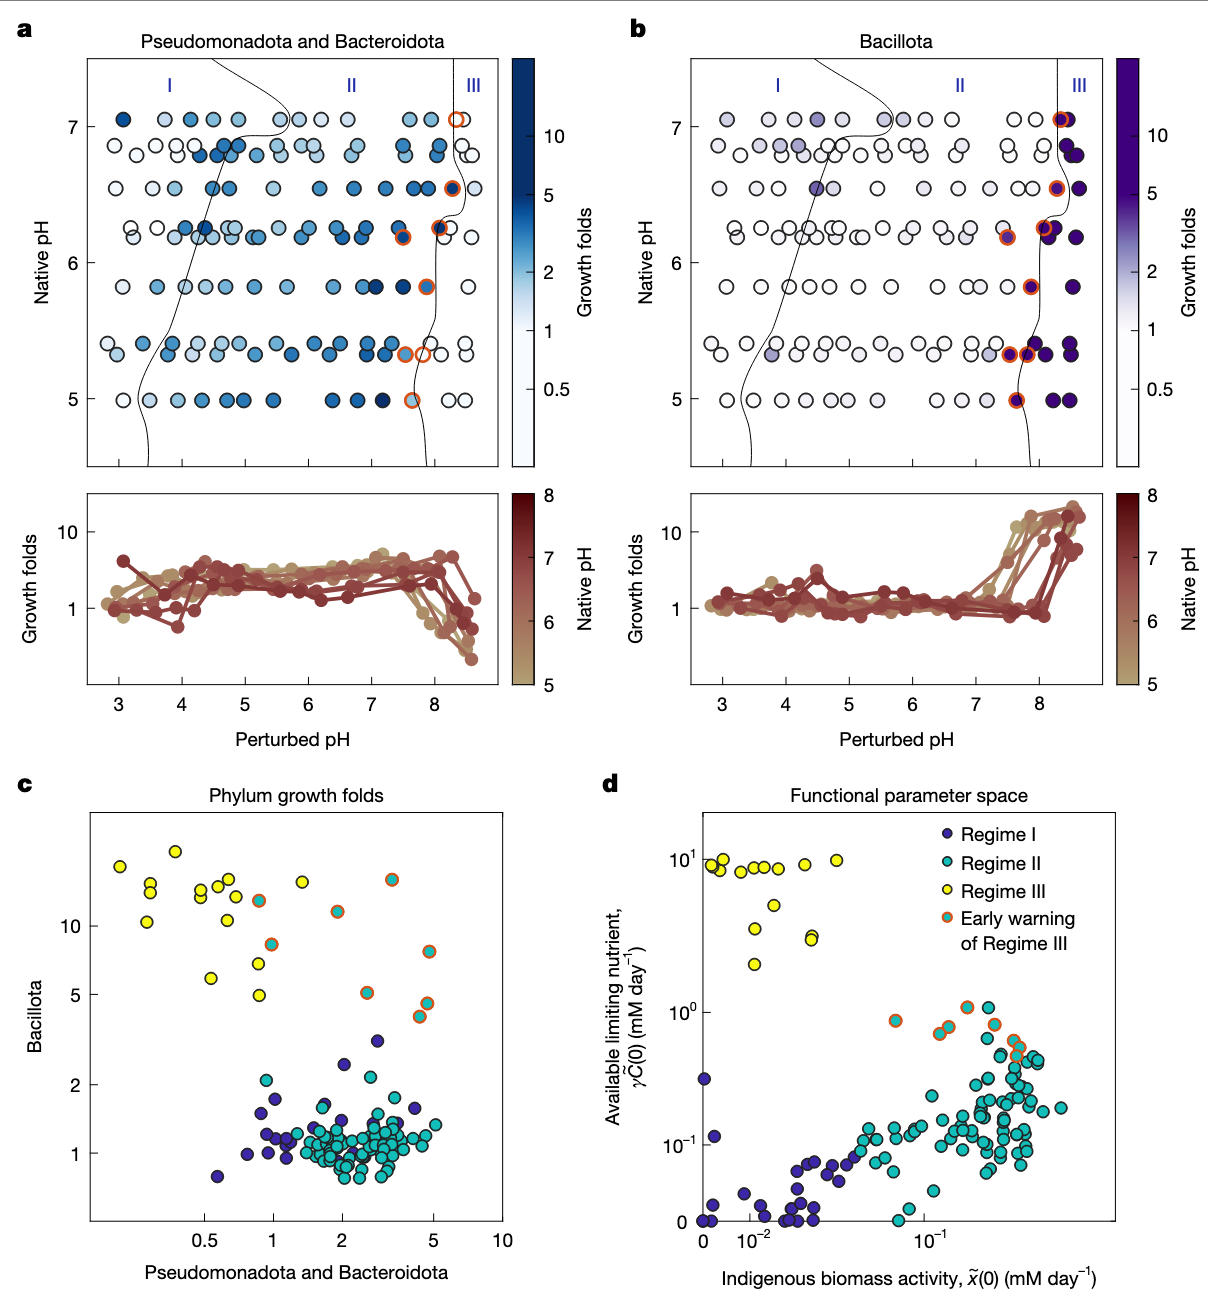 a
Pseudomonadota and Bacteroidota
I
II
III
7
6
5
Native pH
10
5
2
1
0.5
Growth folds
10
1
Growth folds
3 4 5 6 7 8
Perturbed pH
8
7
6
5
Native pH
b
Bacillota
I
II
III
7
6
5
Native pH
10
5
2
1
0.5
Growth folds
10
1
Growth folds
3 4 5 6 7 8
Perturbed pH
8
7
6
5
Native pH
c
Phylum growth folds
10
5
2
1
Bacillota
0.5 1 2 5 10
Pseudomonadota and Bacteroidota
d
Functional parameter space
Regime I
Regime II
Regime III
Early warning
of Regime III
10¹
10⁰
10⁻¹
0
Available limiting nutrient,
γC̃(0) (mM day⁻¹)
0 10⁻² 10⁻¹
Indigenous biomass activity, x̃(0) (mM day⁻¹)